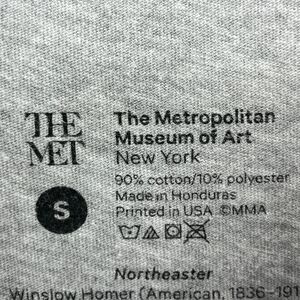 THE
MET
The Metropolitan
Museum of Art
New York
S
90% cotton/10% polyester
Made in Honduras
Printed in USA ©MMA
Northeaster
Winslow Homer (American, 1836–191